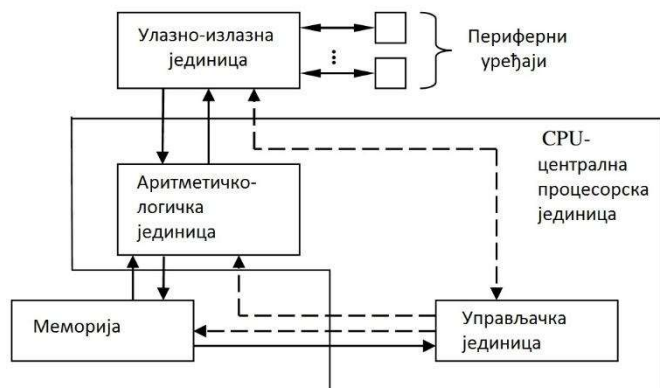 Улазно-излазна
јединица
Периферни
уређаји
CPU-
централна
процесорска
јединица
Аритметичко-
логичка
јединица
Меморија
Управљачка
јединица